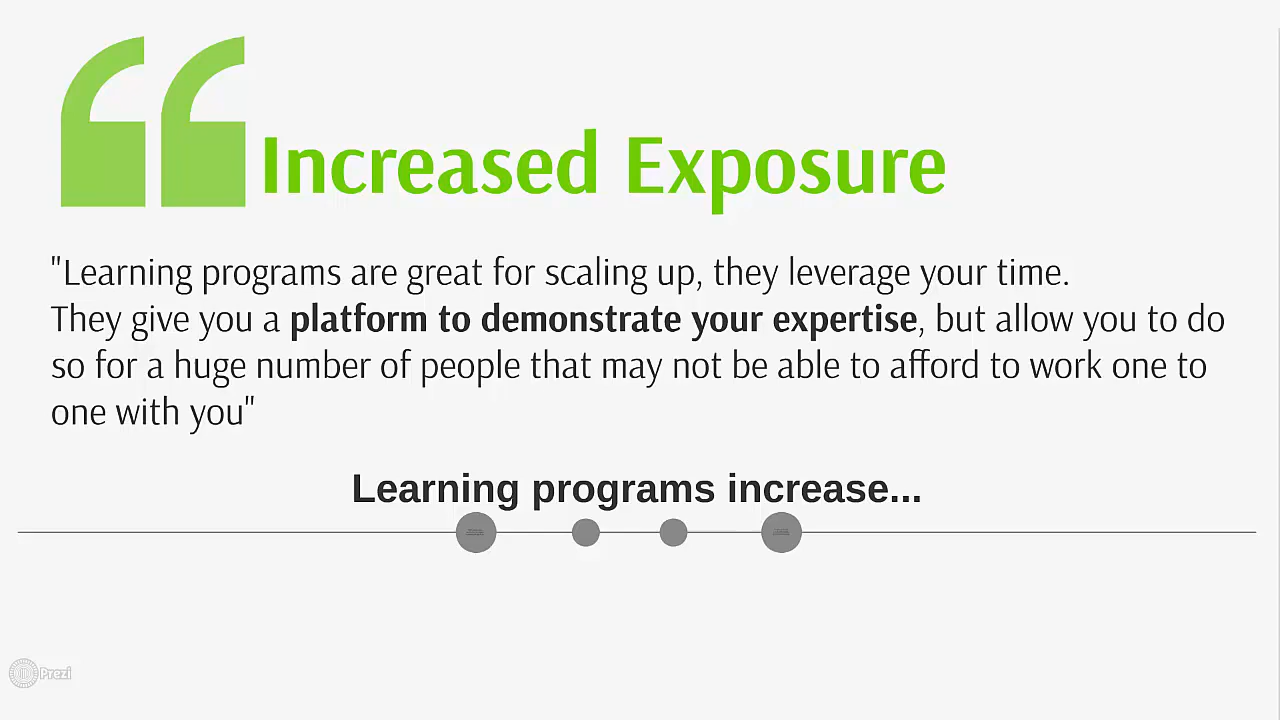 Increased Exposure
"Learning programs are great for scaling up, they leverage your time.
They give you a platform to demonstrate your expertise, but allow you to do
so for a huge number of people that may not be able to afford to work one to
one with you"
Learning programs increase...
Prezi